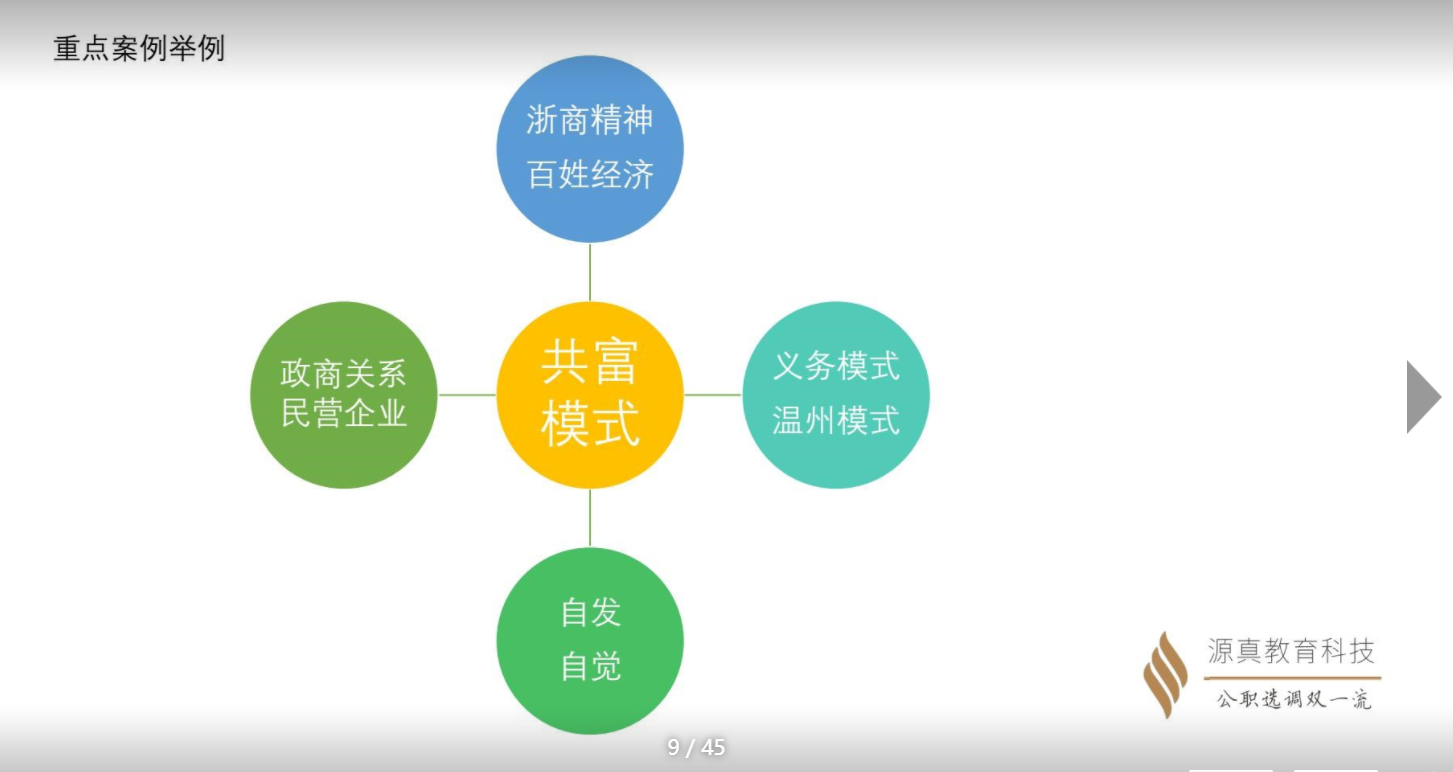 重点案例举例
浙商精神
百姓经济
政商关系
民营企业
共富
模式
义务模式
温州模式
自发
自觉
源真教育科技
公职选调双一流
9 / 45